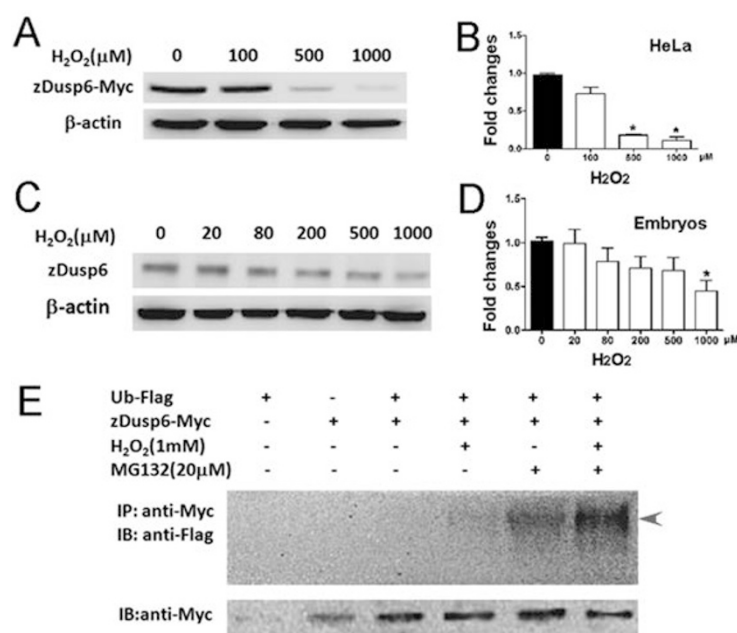 A
H₂O₂(μM) 0 100 500 1000
zDusp6-Myc
β-actin
B
HeLa
Fold changes
1.0
0.5
0.0
0 100 500 1000 μM
* *
H₂O₂
C
H₂O₂(μM) 0 20 80 200 500 1000
zDusp6
β-actin
D
Embryos
Fold changes
1.5
1.0
0.5
0.0
*
0 20 80 200 500 1000 μM
H₂O₂
E
Ub-Flag + - + + + +
zDusp6-Myc - + + + + +
H₂O₂(1mM) - - - + - +
MG132(20μM) - - - - + +
IP: anti-Myc
IB: anti-Flag
IB:anti-Myc